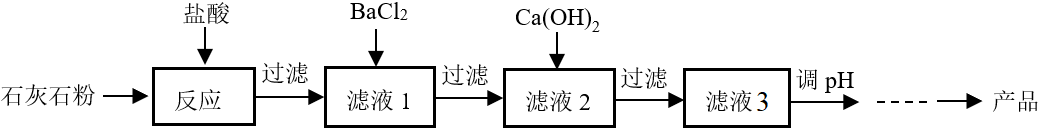 盐酸
BaCl₂
Ca(OH)₂
石灰石粉
反应
过滤
滤液 1
过滤
滤液 2
过滤
滤液 3
调 pH
产品